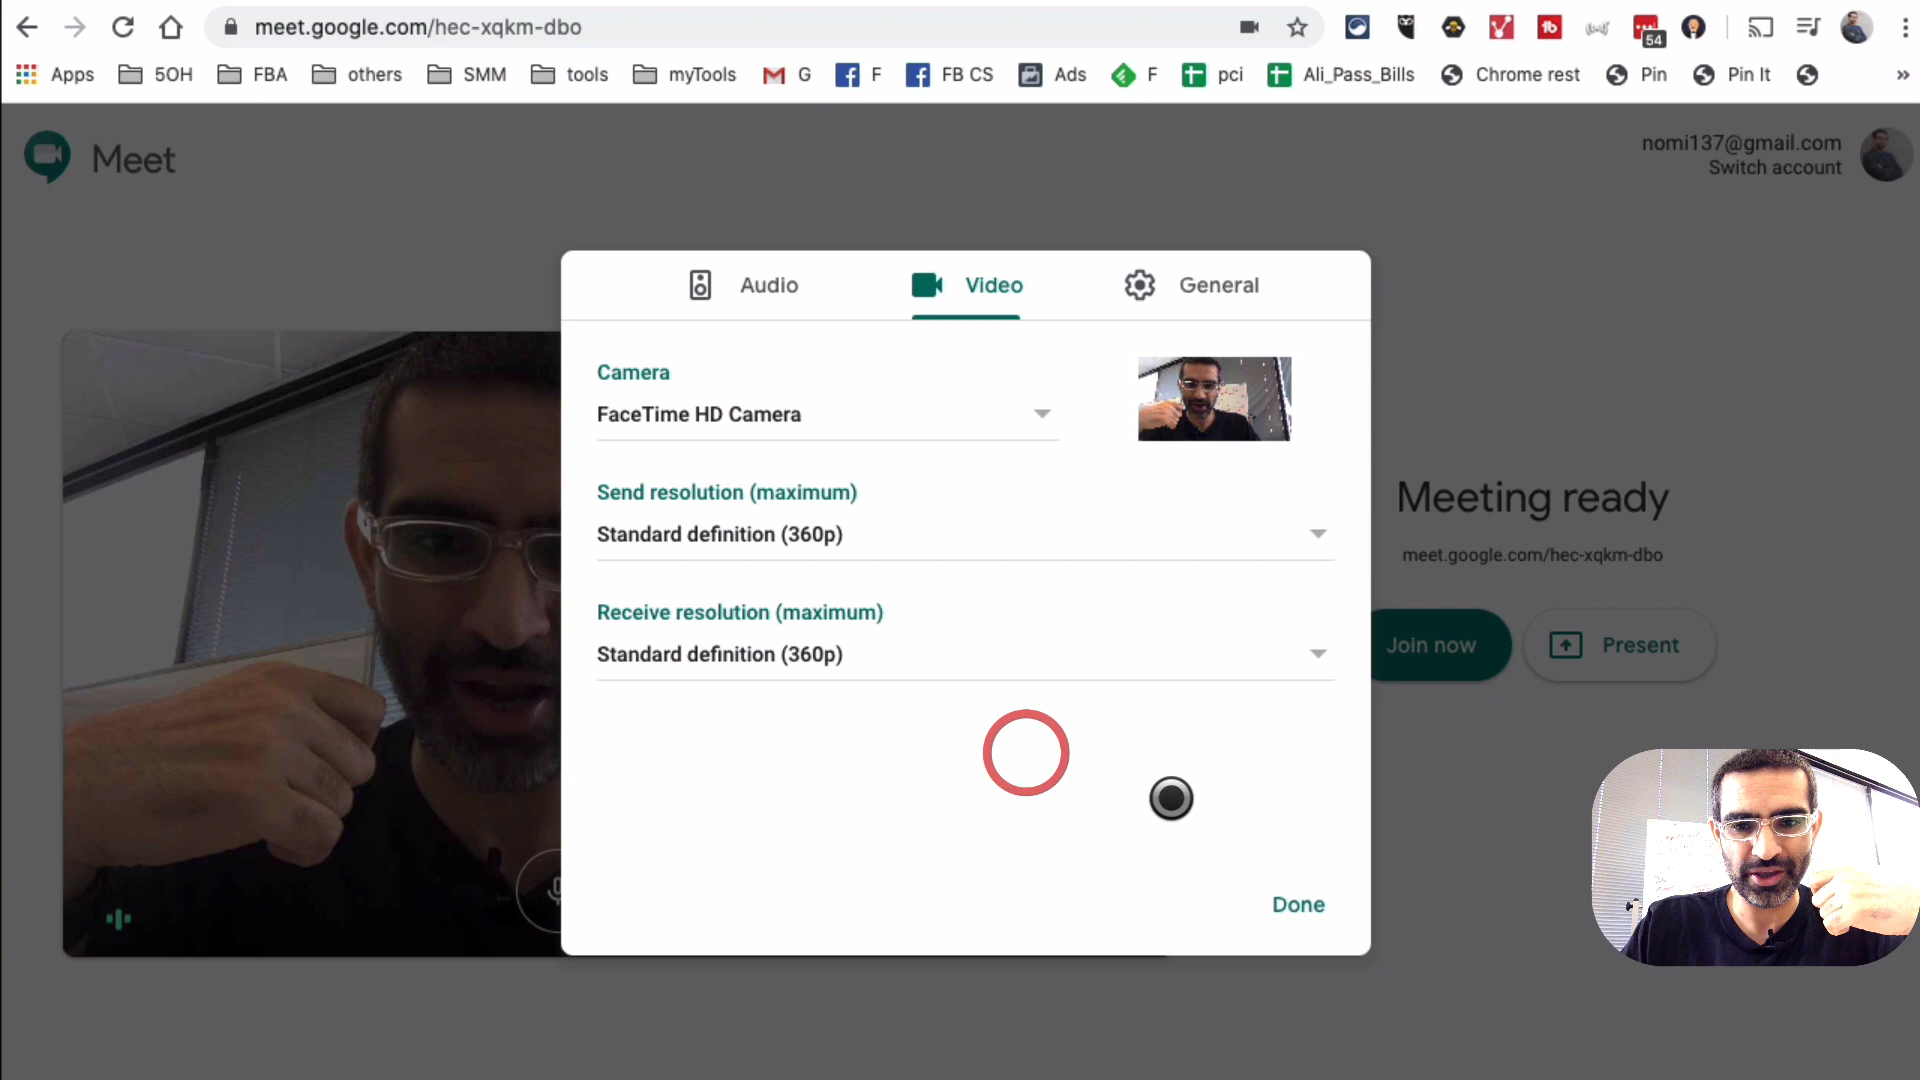 meet.google.com/hec-xqkm-dbo
54
Apps 5OH FBA others SMM tools myTools G F FB CS Ads F pci Ali_Pass_Bills Chrome rest Pin Pin It »
Meet
nomi137@gmail.com
Switch account
Audio Video General
Camera
FaceTime HD Camera
Send resolution (maximum)
Standard definition (360p)
Receive resolution (maximum)
Standard definition (360p)
Done
Meeting ready
meet.google.com/hec-xqkm-dbo
Join now Present